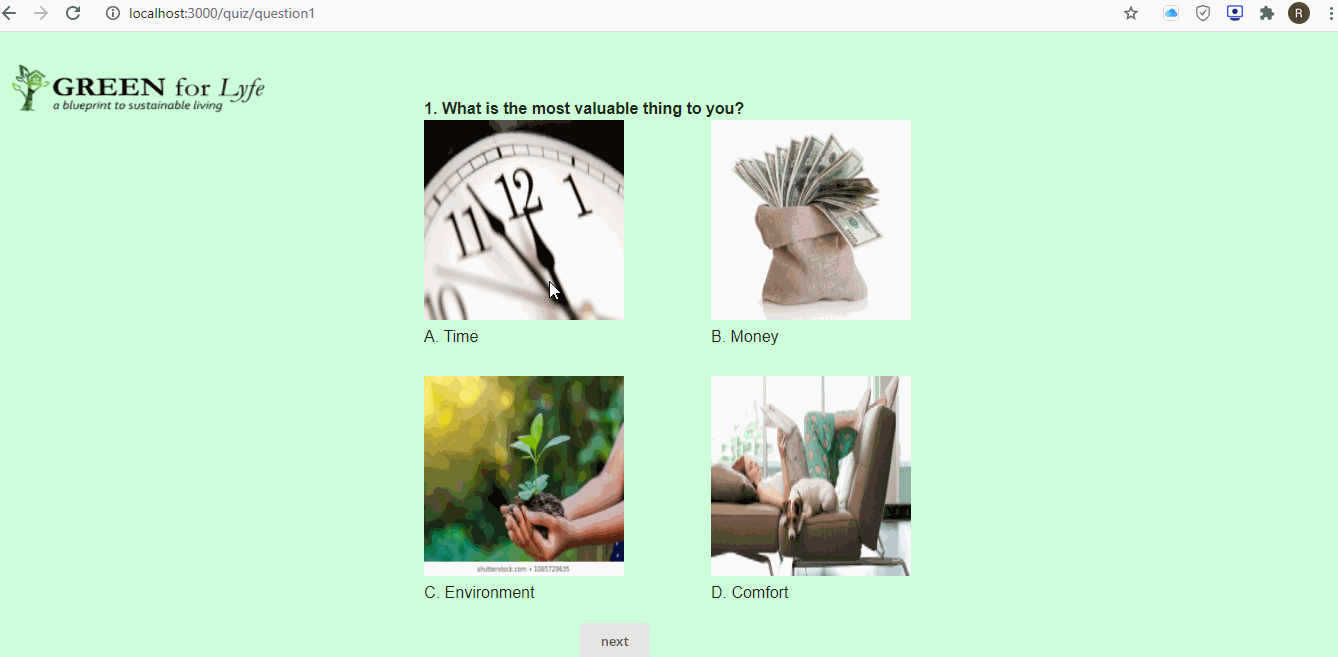 localhost:3000/quiz/question1
R
GREEN for Lyfe
a blueprint to sustainable living
1. What is the most valuable thing to you?
12
11
1
10
A. Time
B. Money
shutterstock.com • 1065729635
C. Environment
D. Comfort
next